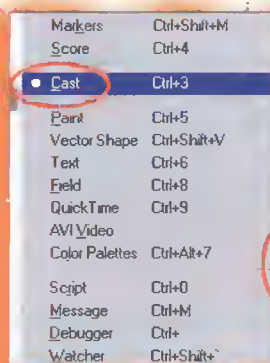 Markers Ctrl+Shift+M
Score Ctrl+4
Cast Ctrl+3
Paint Ctrl+5
Vector Shape Ctrl+Shift+V
Text Ctrl+6
Field Ctrl+8
QuickTime Ctrl+9
AVI Video
Color Palettes Ctrl+Alt+7
Script Ctrl+0
Message Ctrl+M
Debugger Ctrl+
Watcher Ctrl+Shift+`